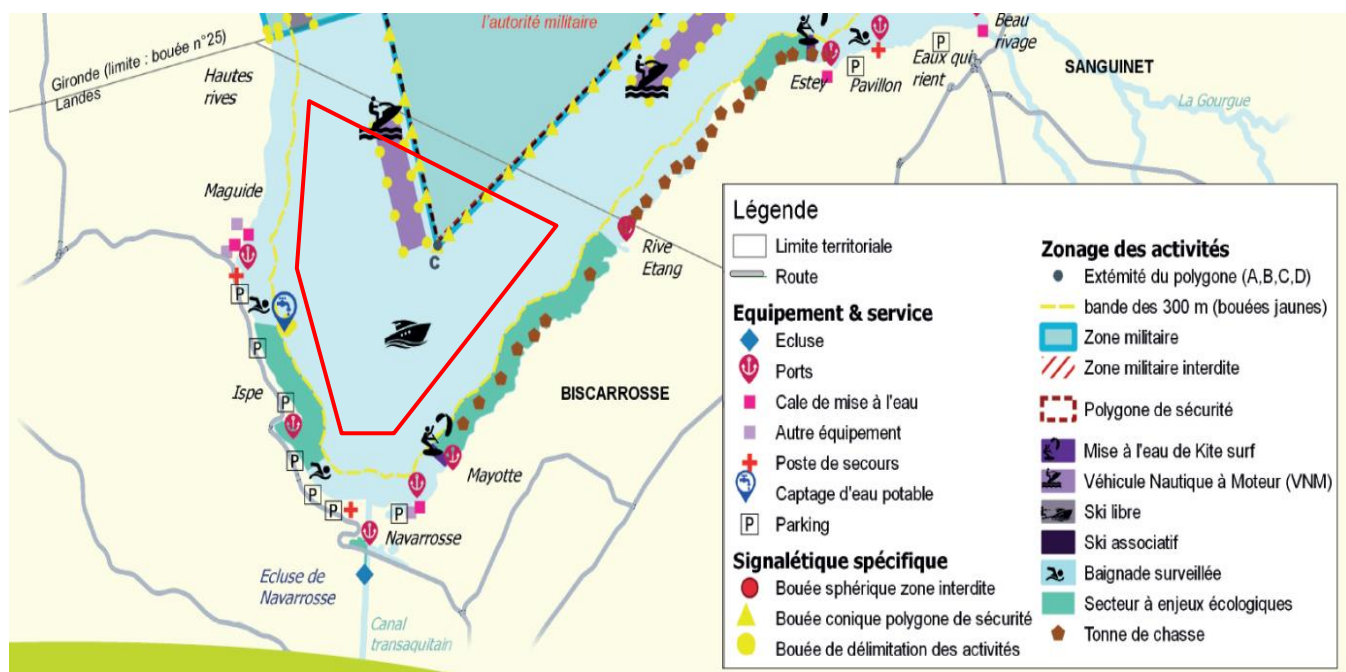 l'autorité militaire
Gironde (limite : bouée n°25)
Landes
Hautes
rives
Beau
rivage
Eaux qui
rient
SANGUINET
Estey
Pavillon
P
P
La Gourgue
Maguide
C
Rive
Etang
P
P
Ispe
P
P
P
P
P
BISCARROSSE
Mayotte
Navarrosse
Ecluse de
Navarrosse
Canal
transaquitain
Légende
Limite territoriale
Route
Equipement & service
Ecluse
Ports
Cale de mise à l'eau
Autre équipement
Poste de secours
Captage d'eau potable
P Parking
Signalétique spécifique
Bouée sphérique zone interdite
Bouée conique polygone de sécurité
Bouée de délimitation des activités
Zonage des activités
Extémité du polygone (A,B,C,D)
bande des 300 m (bouées jaunes)
Zone militaire
Zone militaire interdite
Polygone de sécurité
Mise à l'eau de Kite surf
Véhicule Nautique à Moteur (VNM)
Ski libre
Ski associatif
Baignade surveillée
Secteur à enjeux écologiques
Tonne de chasse